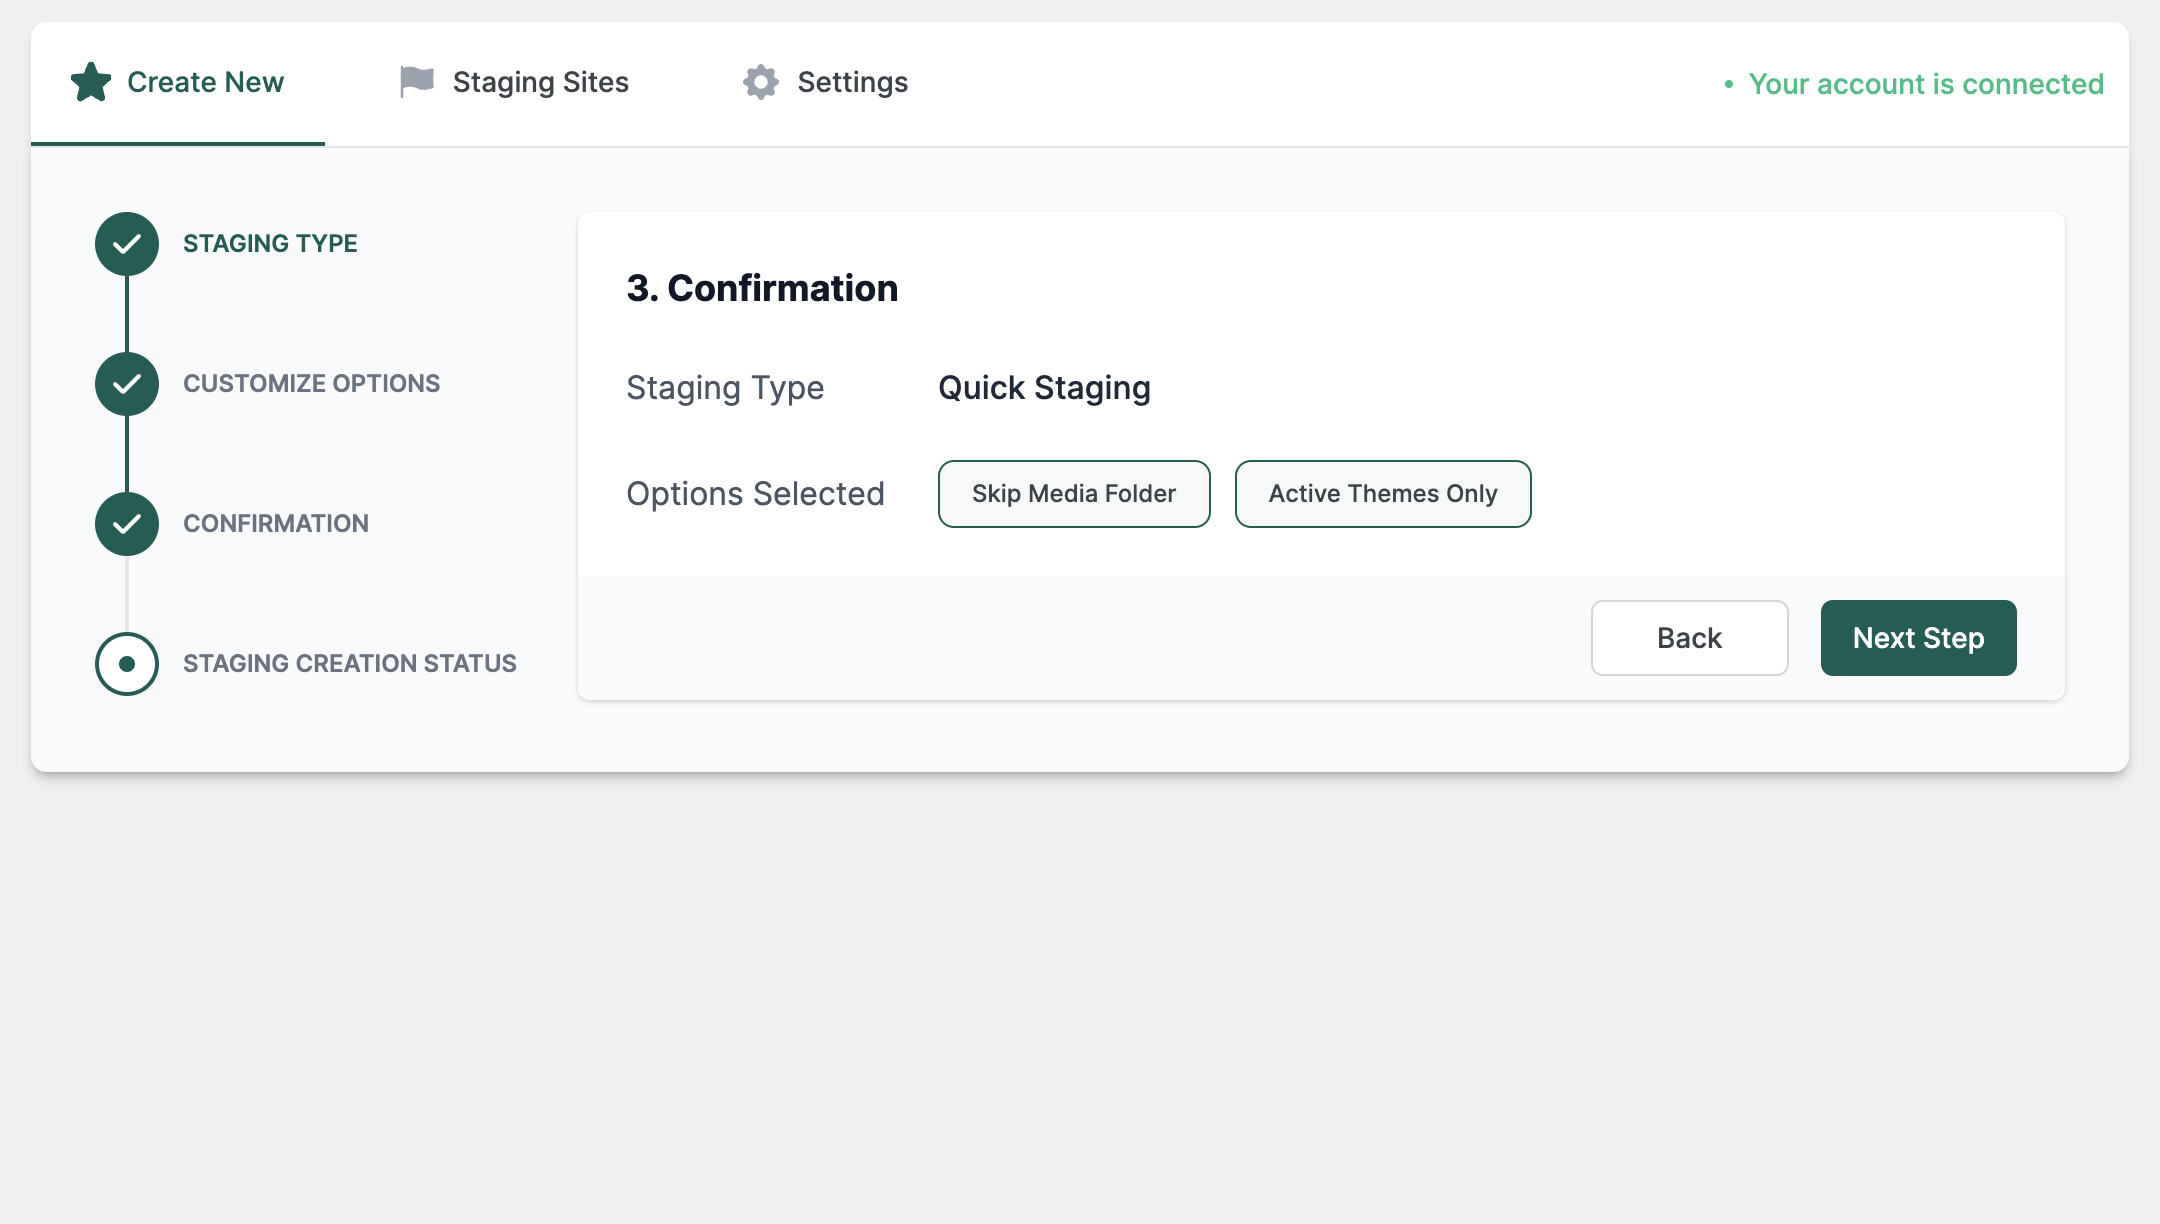 Create New
Staging Sites
Settings
• Your account is connected
STAGING TYPE
CUSTOMIZE OPTIONS
CONFIRMATION
STAGING CREATION STATUS
3. Confirmation
Staging Type Quick Staging
Options Selected Skip Media Folder Active Themes Only
Back Next Step